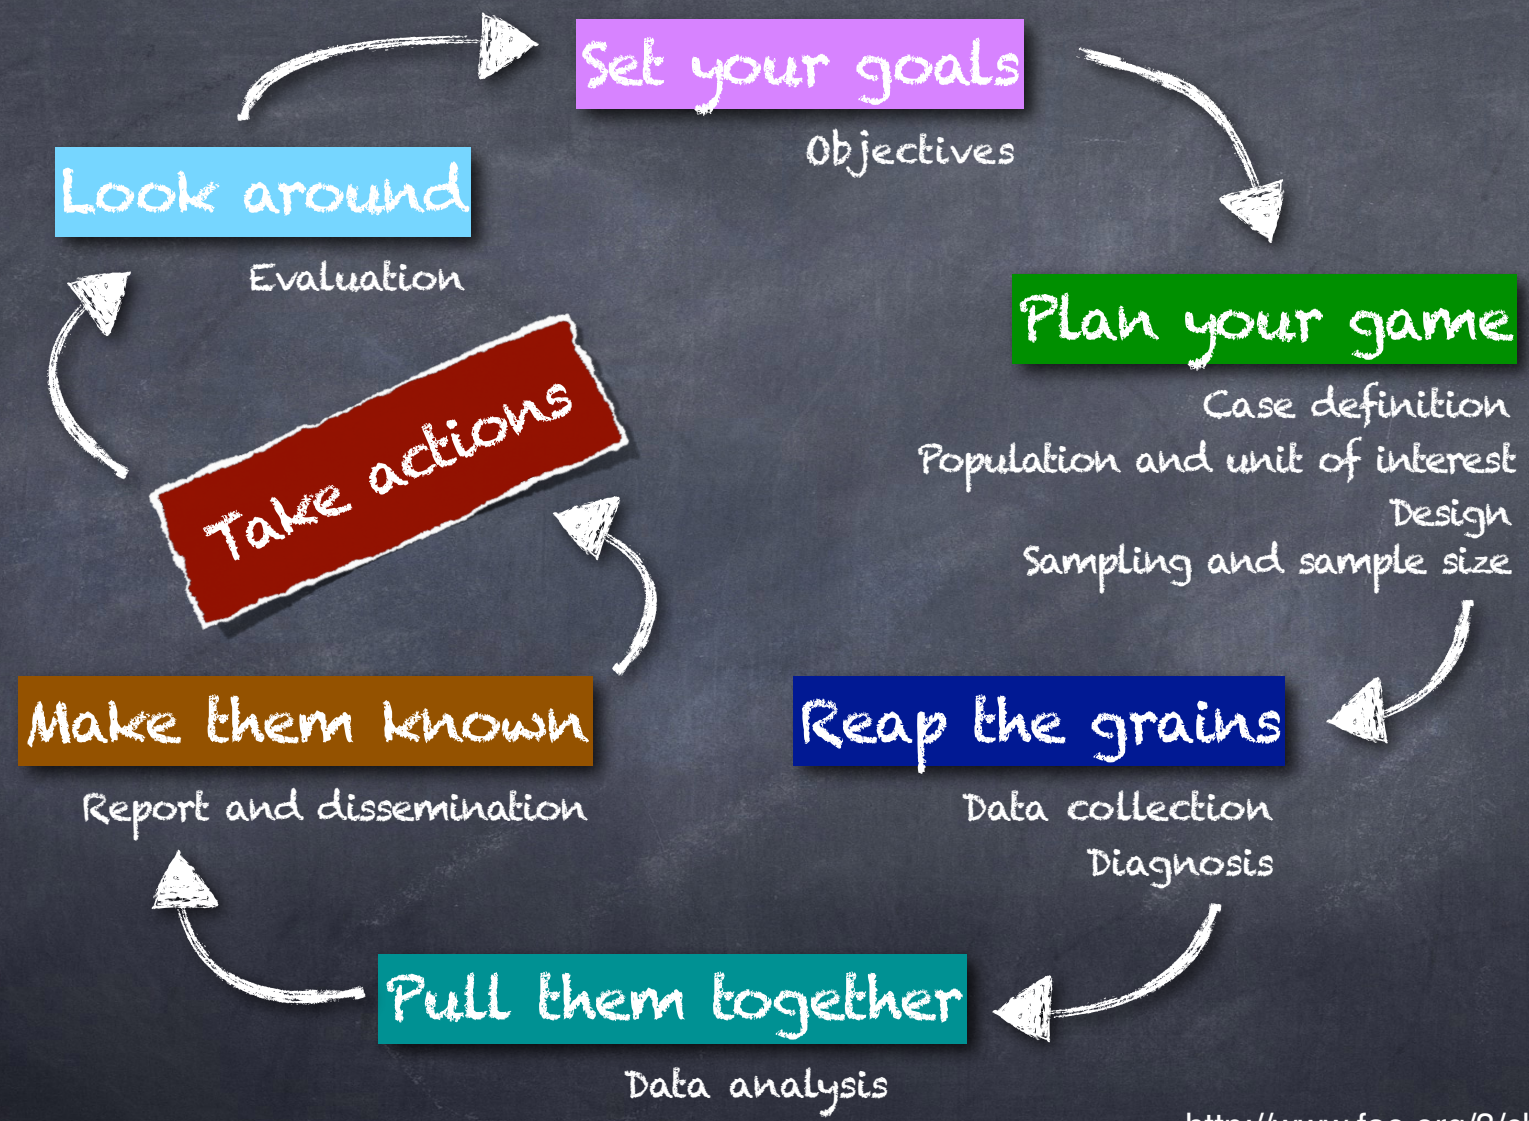 Set your goals
Objectives
Plan your game
Case definition
Population and unit of interest
Design
Sampling and sample size
Reap the grains
Data collection
Diagnosis
Pull them together
Data analysis
Make them known
Report and dissemination
Take actions
Look around
Evaluation